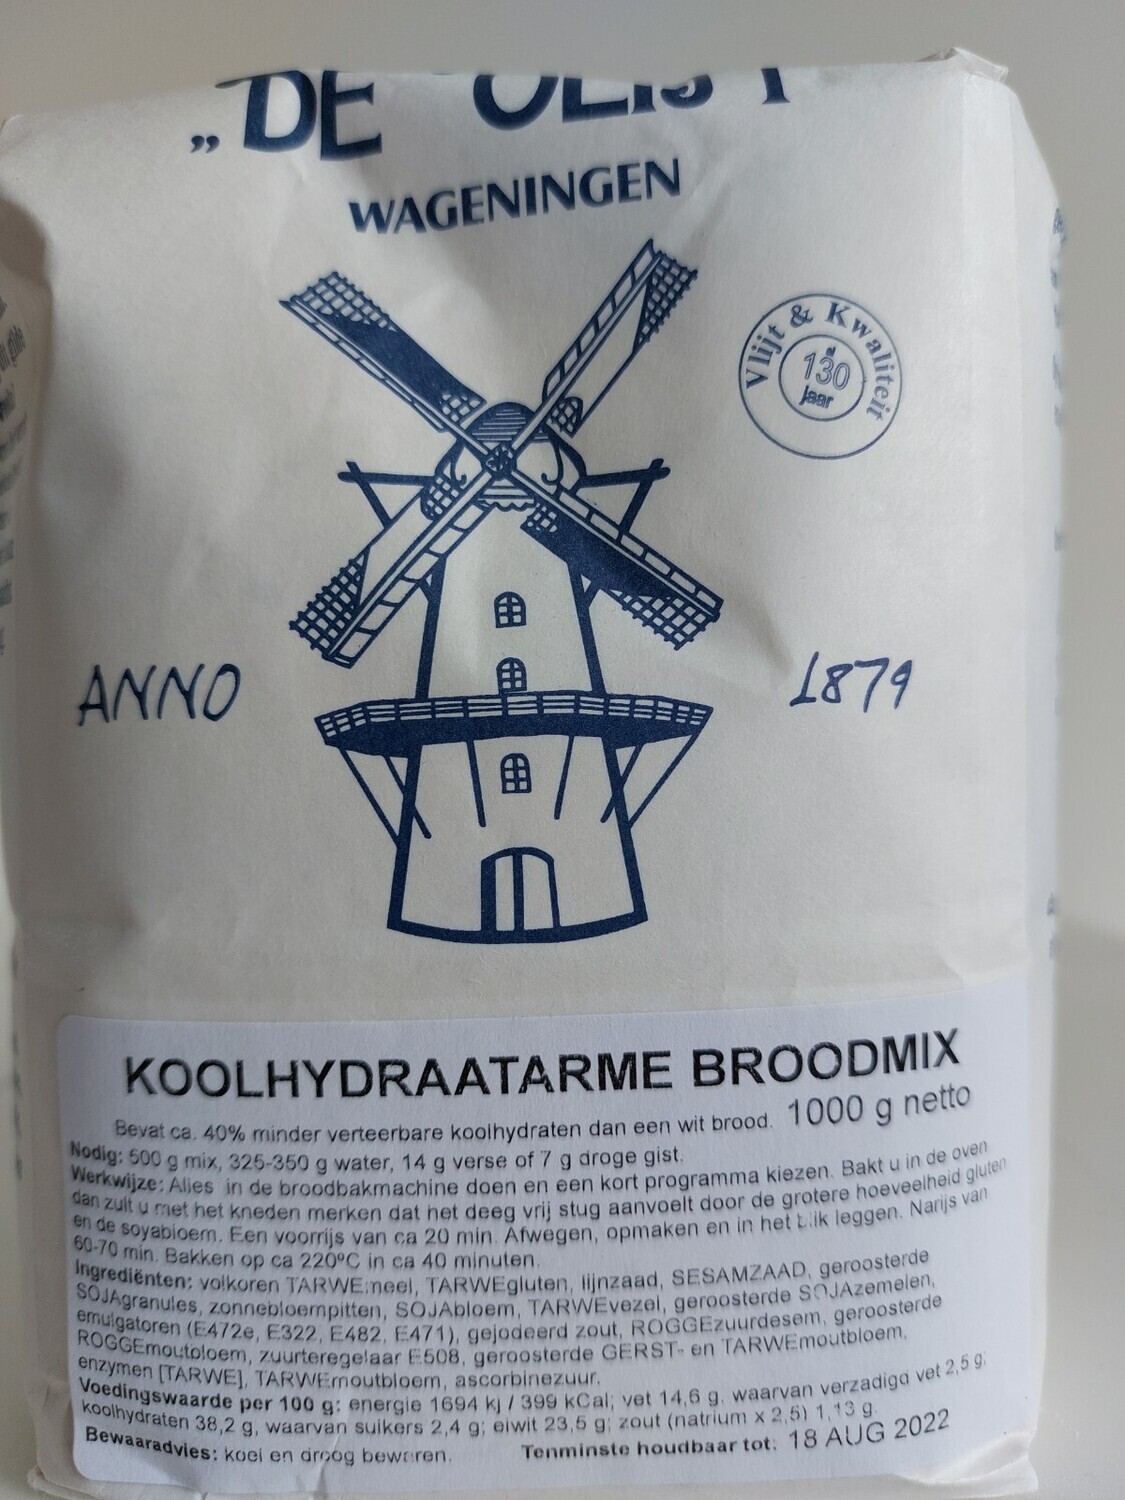 „DE VLIJT
WAGENINGEN
Vlijt & Kwaliteit
al
130
jaar
ANNO 1879
KOOLHYDRAATARME BROODMIX
Bevat ca. 40% minder verteerbare koolhydraten dan een wit brood. 1000 g netto
Nodig: 500 g mix, 325-350 g water, 14 g verse of 7 g droge gist.
Werkwijze: Alles in de broodbakmachine doen en een kort programma kiezen. Bakt u in de oven
dan zult u met het kneden merken dat het deeg vrij stug aanvoelt door de grotere hoeveelheid gluten
en de soyabloem. Een voorrijs van ca 20 min. Afwegen, opmaken en in het blik leggen. Narijs van
60-70 min. Bakken op ca 220ºC in ca 40 minuten.
Ingrediënten: volkoren TARWEmeel, TARWEgluten, lijnzaad, SESAMZAAD, geroosterde
SOJAgranules, zonnebloempitten, SOJAbloem, TARWEvezel, geroosterde SOJAzemelen,
emulgatoren (E472e, E322, E482, E471), gejodeerd zout, ROGGEzuurdesem, geroosterde
ROGGEmoutbloem, zuurteregelaar E508, geroosterde GERST- en TARWEmoutbloem,
enzymen [TARWE], TARWEmoutbloem, ascorbinezuur.
Voedingswaarde per 100 g: energie 1694 kj / 399 kCal; vet 14,6 g, waarvan verzadigd vet 2,5 g;
koolhydraten 38,2 g, waarvan suikers 2,4 g; eiwit 23,5 g; zout (natrium x 2,5) 1,13 g.
Bewaaradvies: koel en droog bewaren. Tenminste houdbaar tot: 18 AUG 2022